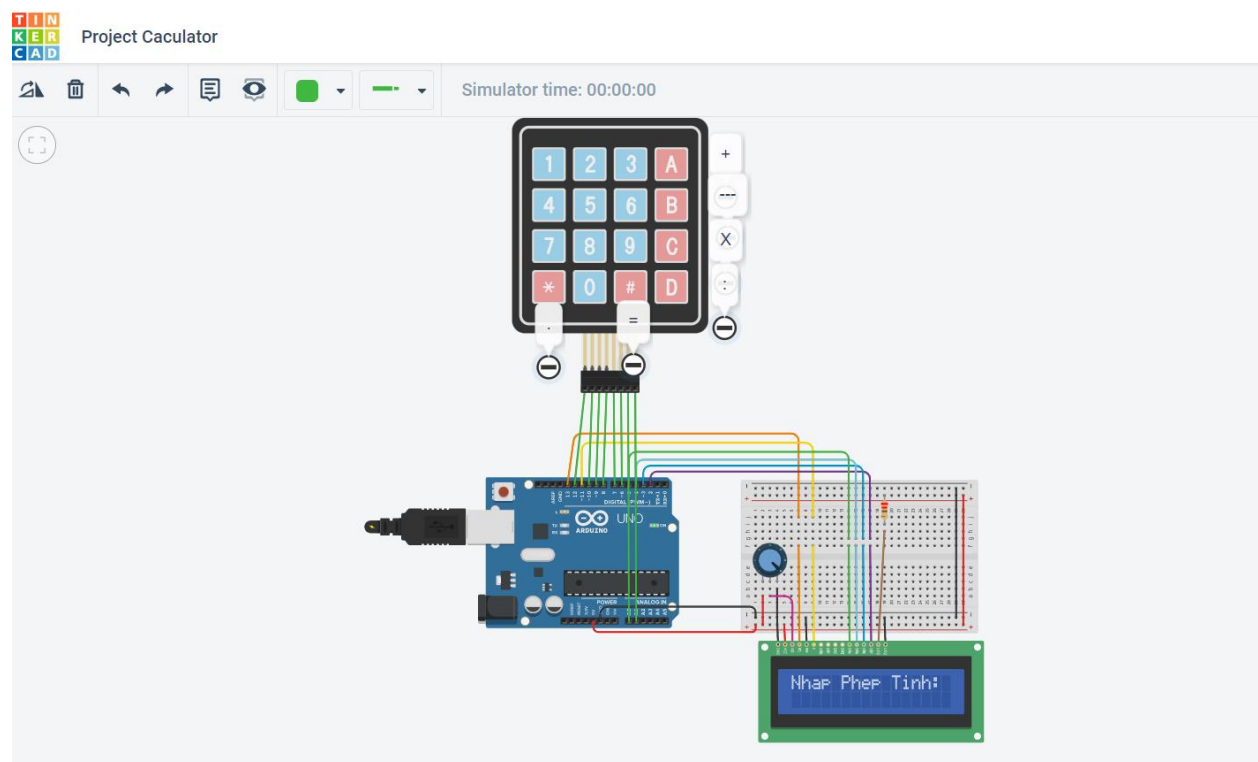 TIN
KER
CAD
Project Caculator
Simulator time: 00:00:00
1 2 3 A
+
4 5 6 B
---
7 8 9 C
X
* 0 # D
:
. =
DIGITAL (PWM~)
UNO
ARDUINO
POWER
ANALOG IN
Nhap Phep Tinh: